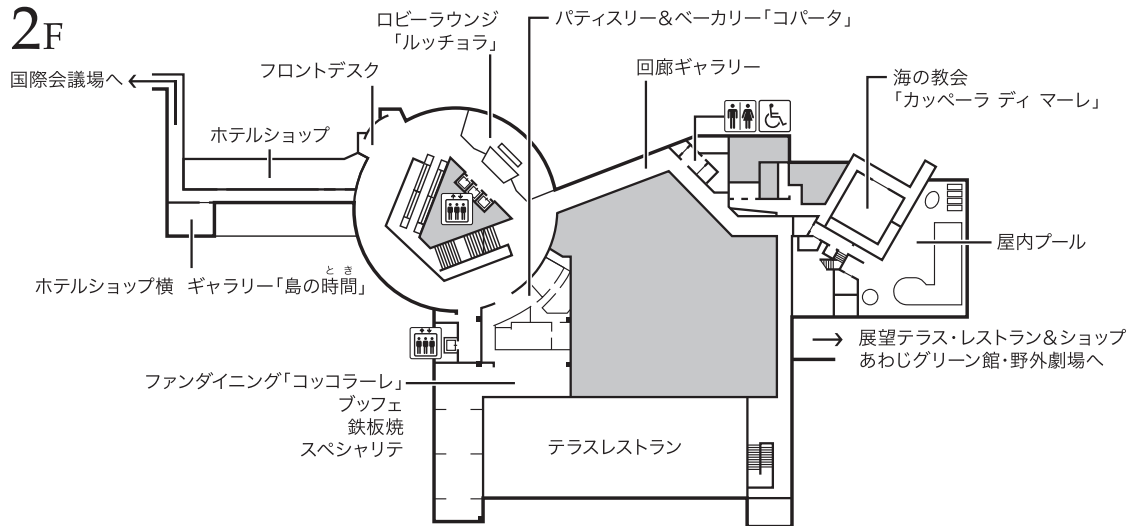 2F
国際会議場へ
フロントデスク
ロビーラウンジ
「ルッチョラ」
パティスリー&ベーカリー「コパータ」
回廊ギャラリー
海の教会
「カッペーラ ディ マーレ」
ホテルショップ
屋内プール
ホテルショップ横 ギャラリー「島の時間」
とき
展望テラス・レストラン&ショップ
あわじグリーン館・野外劇場へ
ファンダイニング「コッコラーレ」
ブッフェ
鉄板焼
スペシャリテ
テラスレストラン